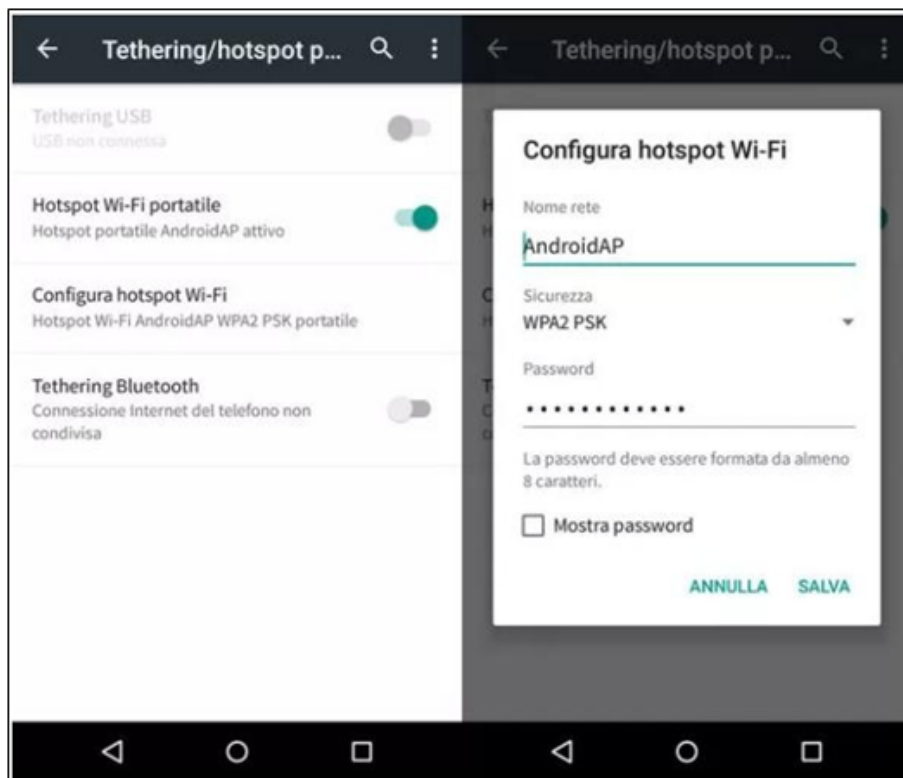 Tethering/hotspot p...
Tethering USB
USB non connessa
Hotspot Wi-Fi portatile
Hotspot portatile AndroidAP attivo
Configura hotspot Wi-Fi
Hotspot Wi-Fi AndroidAP WPA2 PSK portatile
Tethering Bluetooth
Connessione Internet del telefono non
condivisa
Tethering/hotspot p...
Configura hotspot Wi-Fi
Nome rete
AndroidAP
Sicurezza
WPA2 PSK
Password
••••••••••••
La password deve essere formata da almeno
8 caratteri.
Mostra password
ANNULLA SALVA